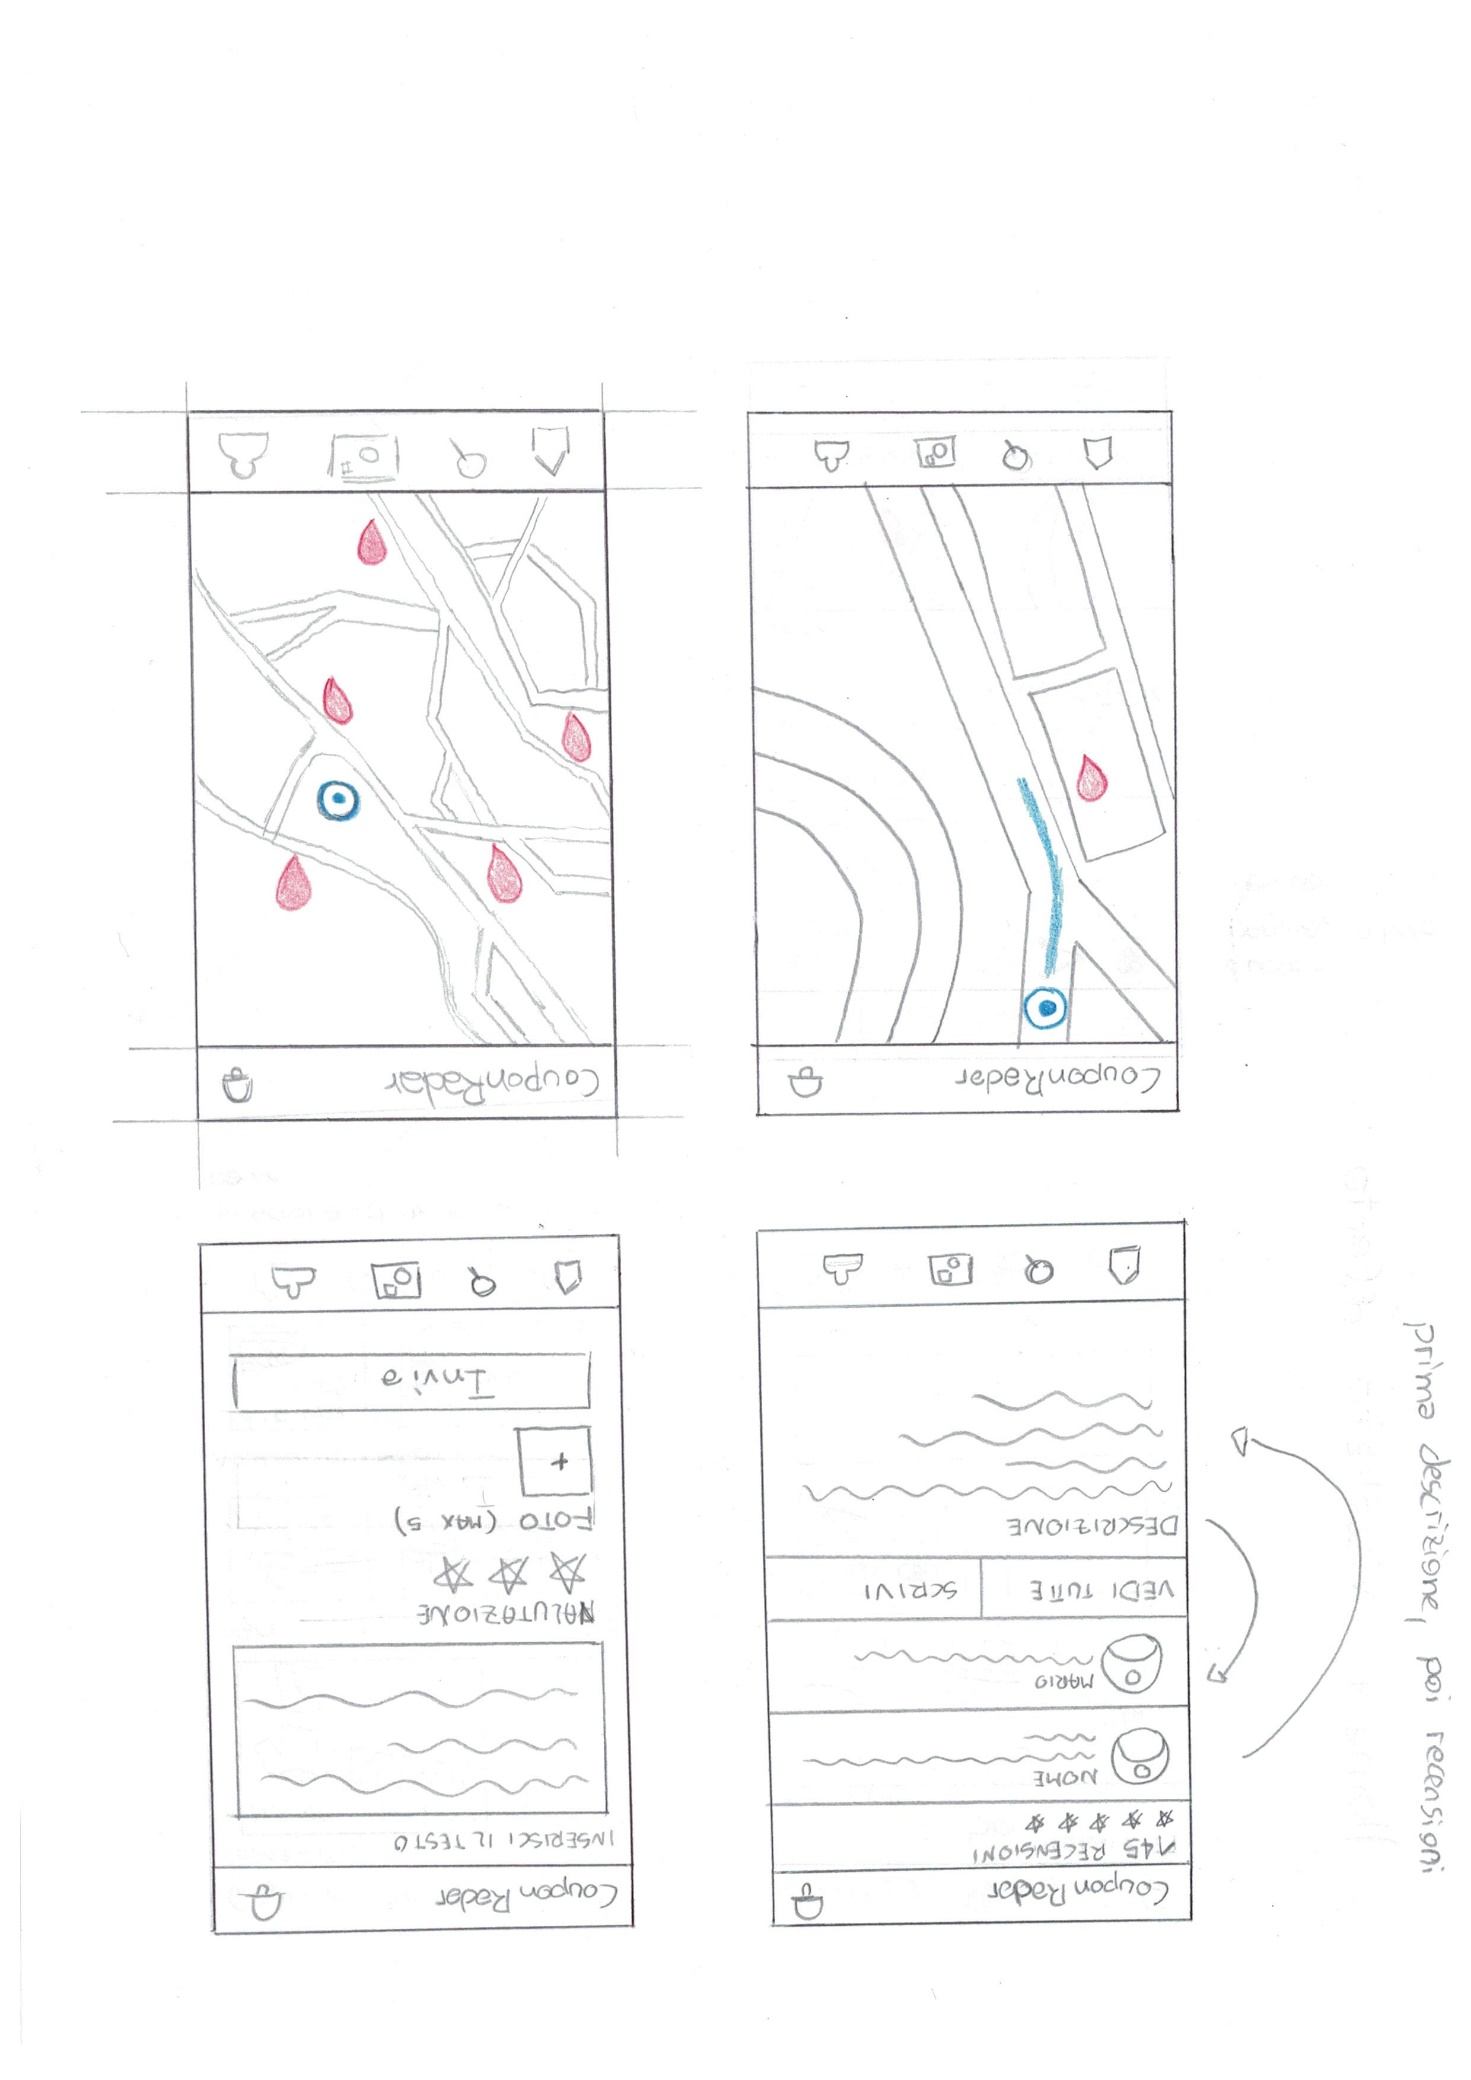 Coupon Radar
145 RECENSIONI
NOME
MARIO
VEDI TUTTE
SCRIVI
DESCRIZIONE
prima descrizione, poi recensioni
Coupon Radar
INSERISCI IL TESTO
VALUTAZIONE
FOTO (MAX 5)
+
Invia
CouponRadar
CouponRadar